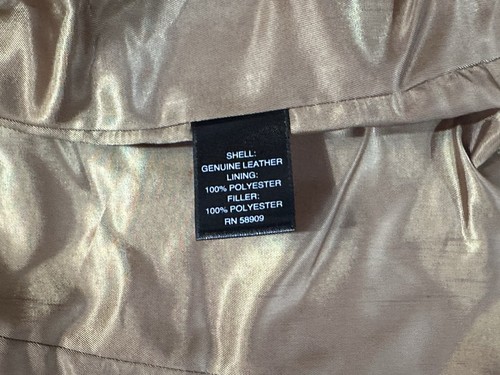 SHELL:
GENUINE LEATHER
LINING:
100% POLYESTER
FILLER:
100% POLYESTER
RN 58909